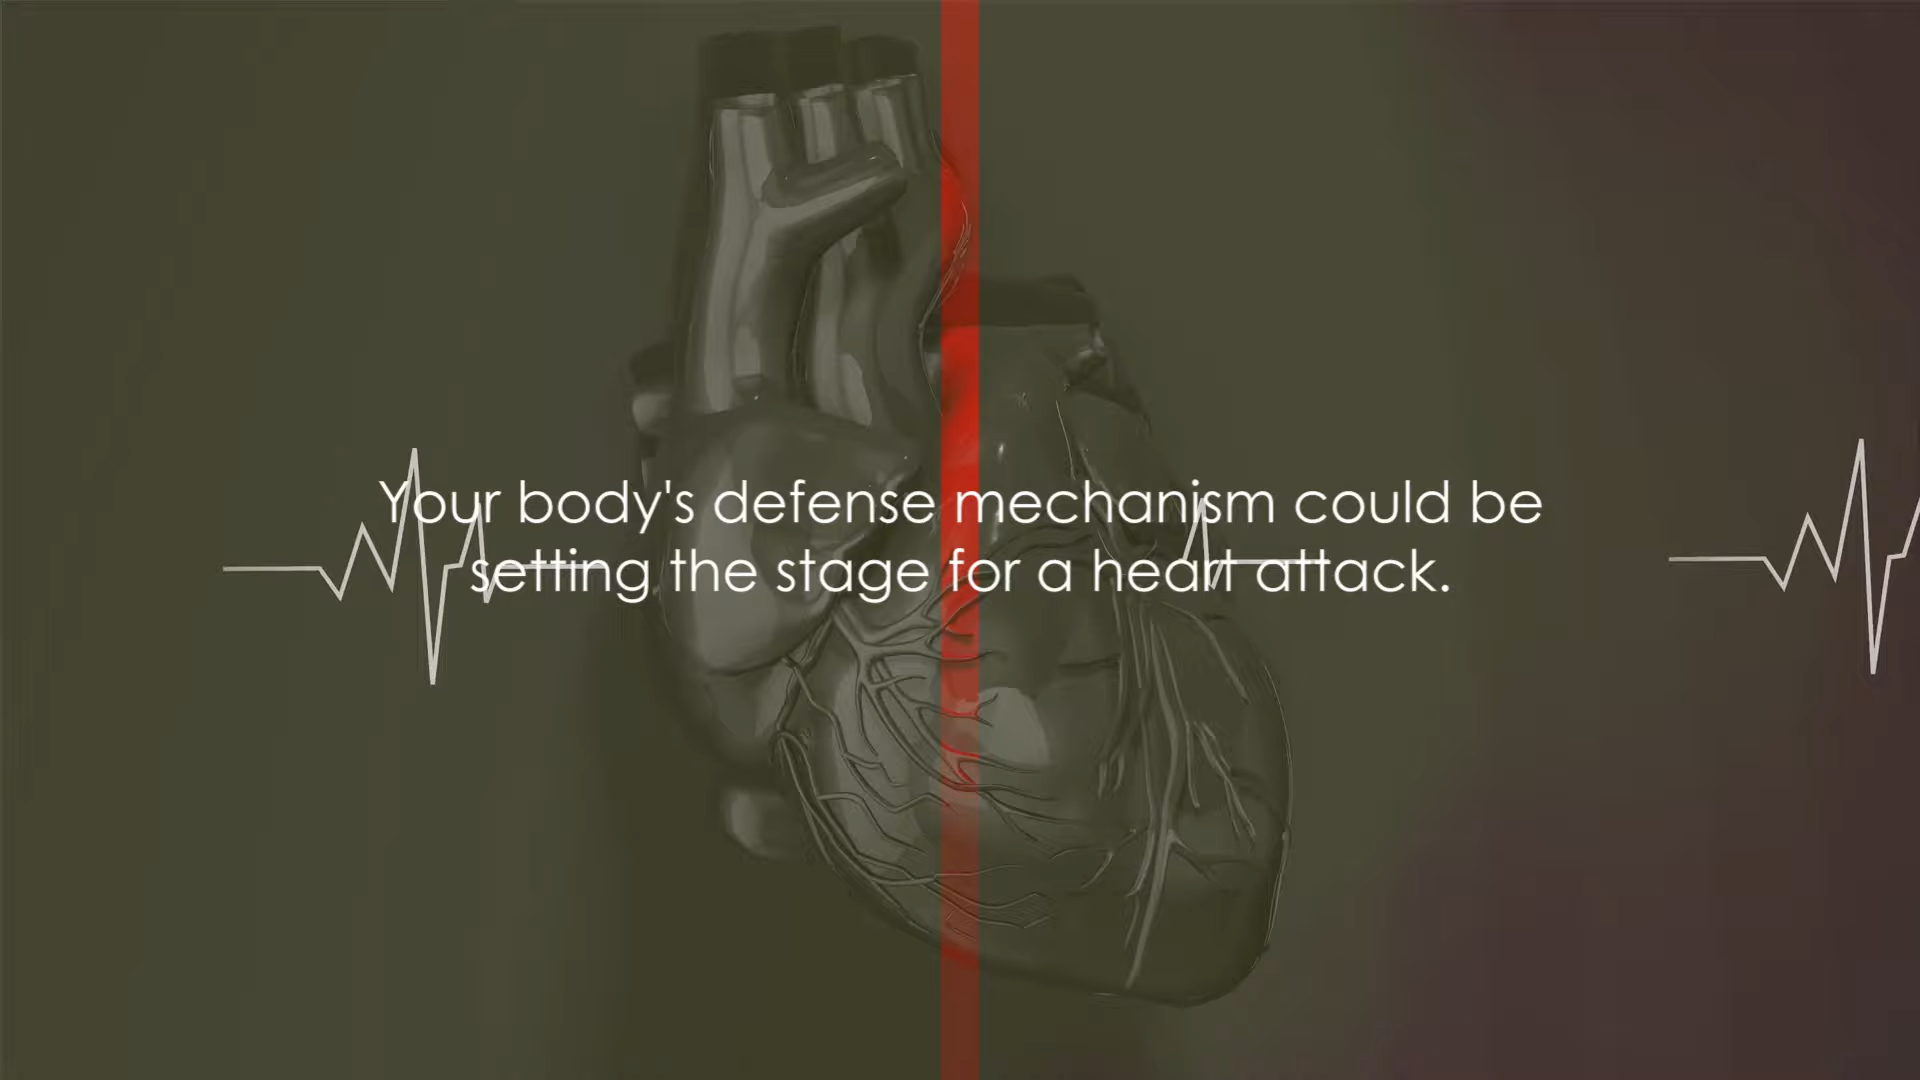 Your body's defense mechanism could be
setting the stage for a heart attack.